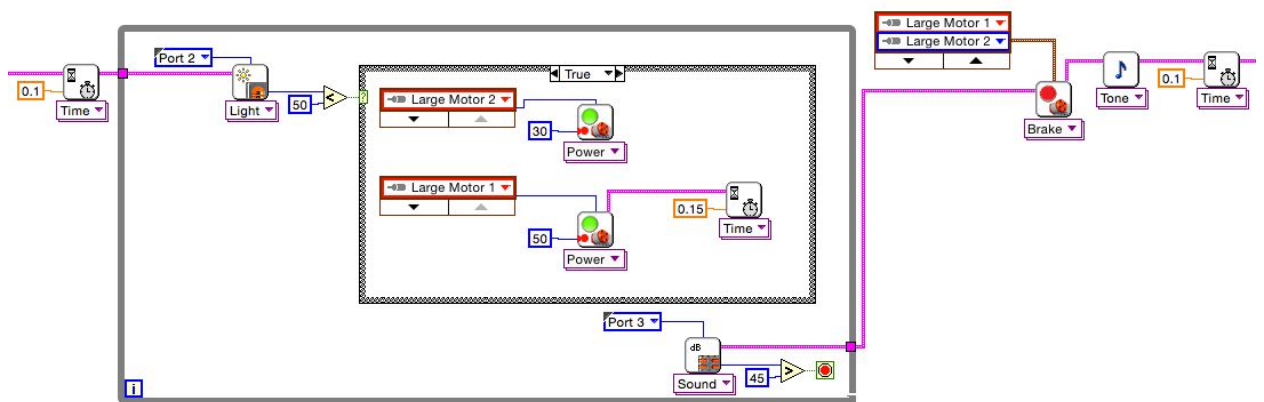 0.1
Time
Port 2
Light
50
<
?
True
Large Motor 2
30
Power
Large Motor 1
50
Power
0.15
Time
Port 3
dB
Sound
45
>
i
Large Motor 1
Large Motor 2
Brake
Tone
0.1
Time